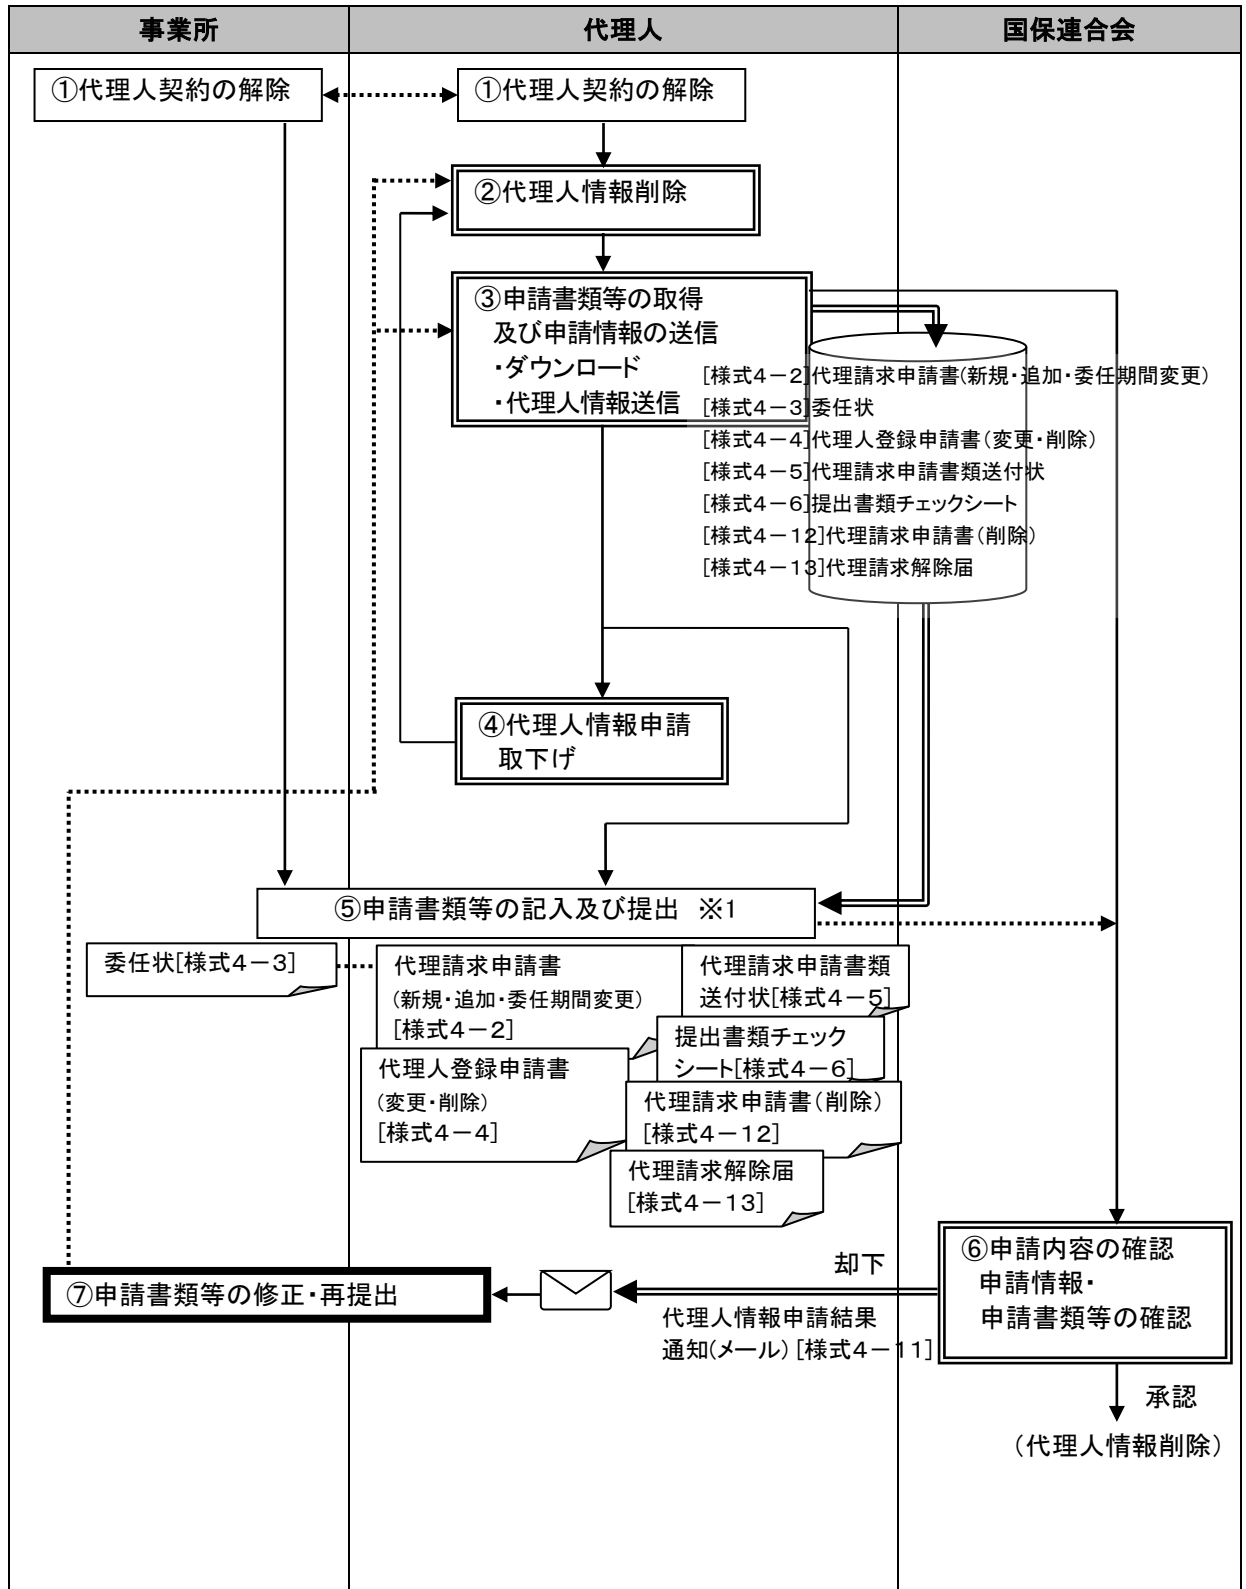 事業所
代理人
国保連合会
①代理人契約の解除
①代理人契約の解除
②代理人情報削除
③申請書類等の取得
及び申請情報の送信
・ダウンロード
・代理人情報送信
[様式4－2]代理請求申請書(新規・追加・委任期間変更)
[様式4－3]委任状
[様式4－4]代理人登録申請書(変更・削除)
[様式4－5]代理請求申請書類送付状
[様式4－6]提出書類チェックシート
[様式4－12]代理請求申請書(削除)
[様式4－13]代理請求解除届
④代理人情報申請
取下げ
⑤申請書類等の記入及び提出 ※1
委任状[様式4－3]
代理請求申請書
(新規・追加・委任期間変更)
[様式4－2]
代理請求申請書類
送付状[様式4－5]
提出書類チェック
シート[様式4－6]
代理人登録申請書
(変更・削除)
[様式4－4]
代理請求申請書(削除)
[様式4－12]
代理請求解除届
[様式4－13]
⑥申請内容の確認
申請情報・
申請書類等の確認
却下
⑦申請書類等の修正・再提出
代理人情報申請結果
通知(メール)[様式4－11]
承認
(代理人情報削除)